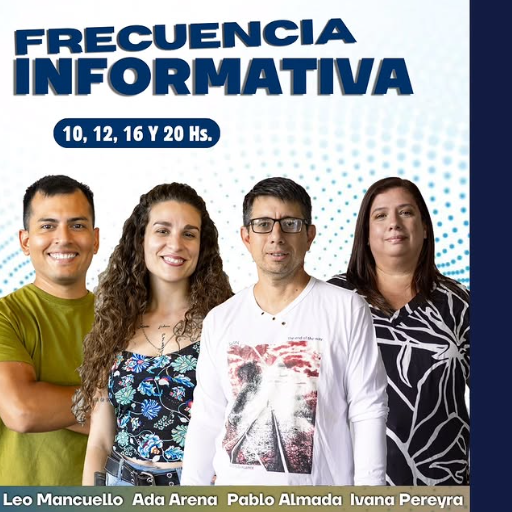 FRECUENCIA
INFORMATIVA
10, 12, 16 Y 20 Hs.
Leo Mancuello Ada Arena Pablo Almada Ivana Pereyra